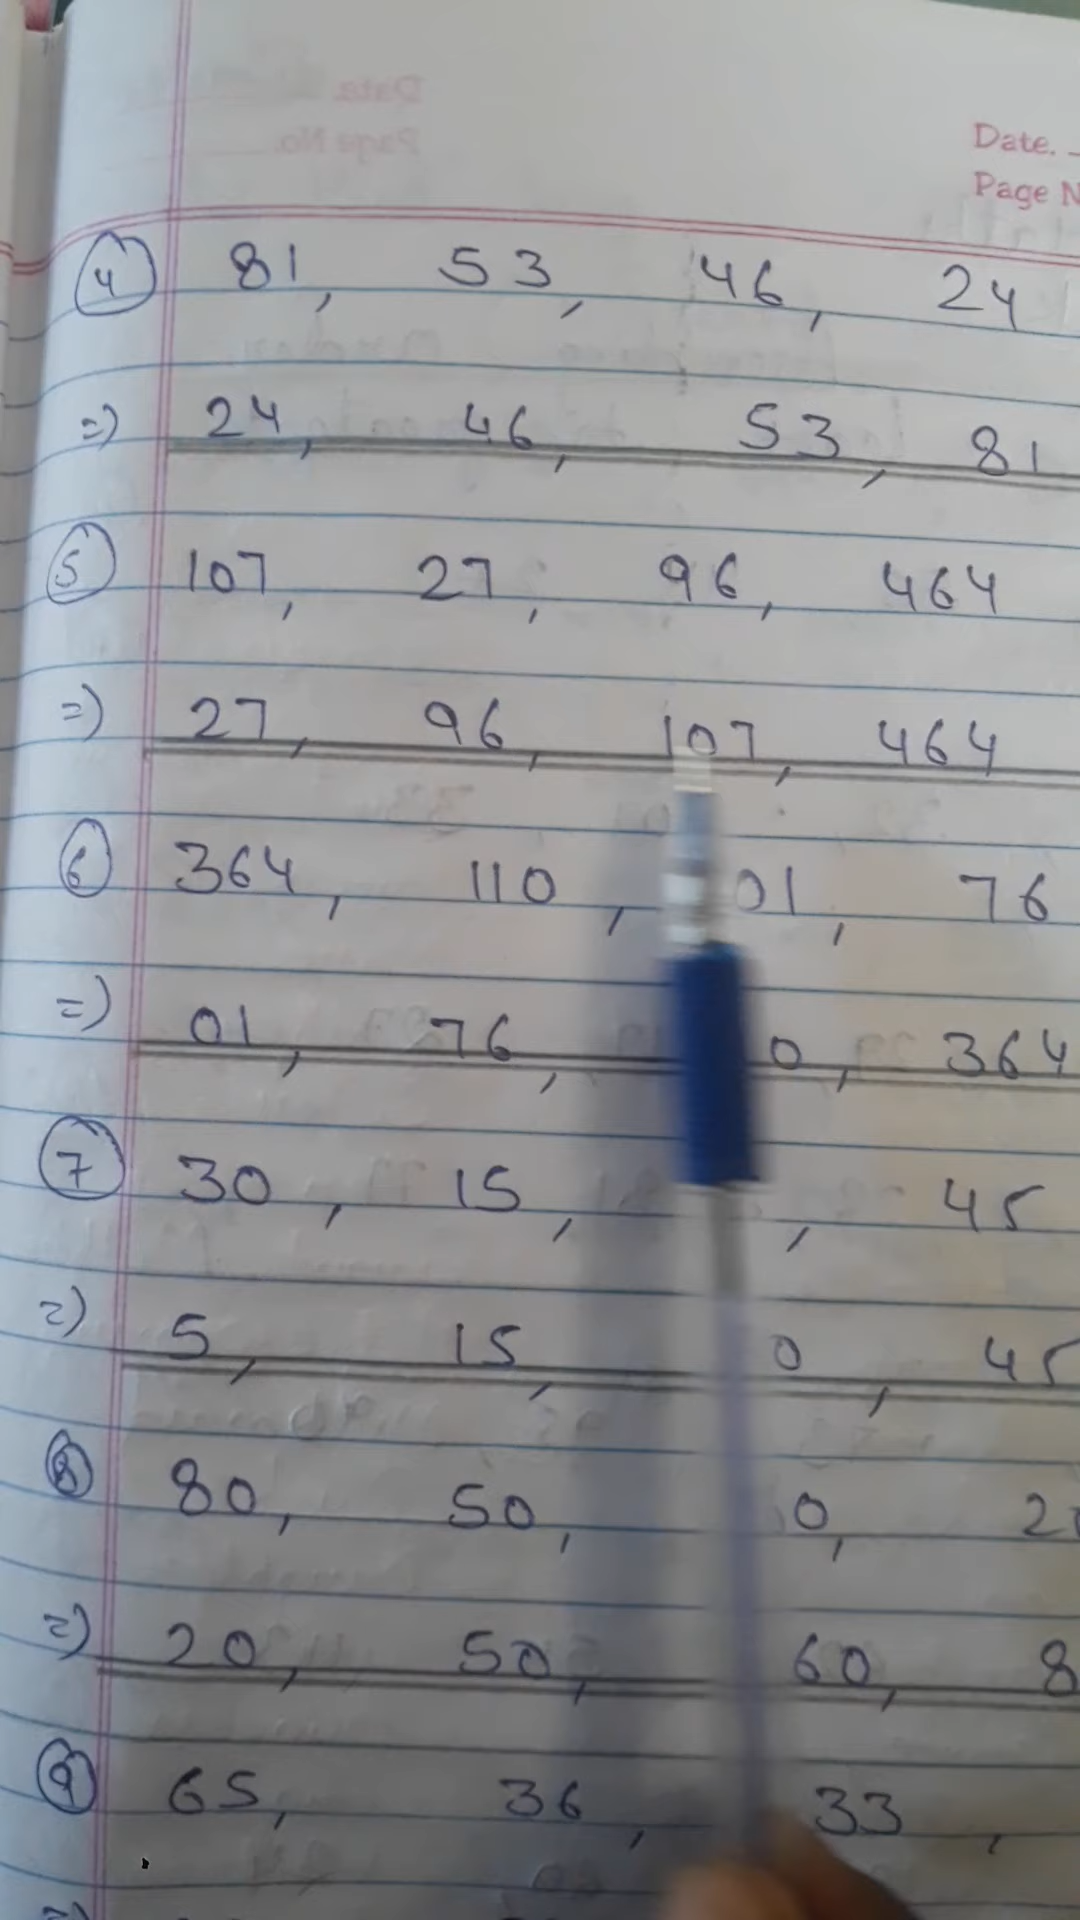 Date.
Page N
4 81, 53, 46, 24
=) 24, 46, 53, 81
5 107, 27, 96, 464
=) 27, 96, 107, 464
6 364, 110, 01, 76
=) 01, 76, 0, 364
7 30, 15, , 45
=) 5, 15, 0, 45
8 80, 50, 0, 20
=) 20, 50, 60, 8
9 65, 36, 33,